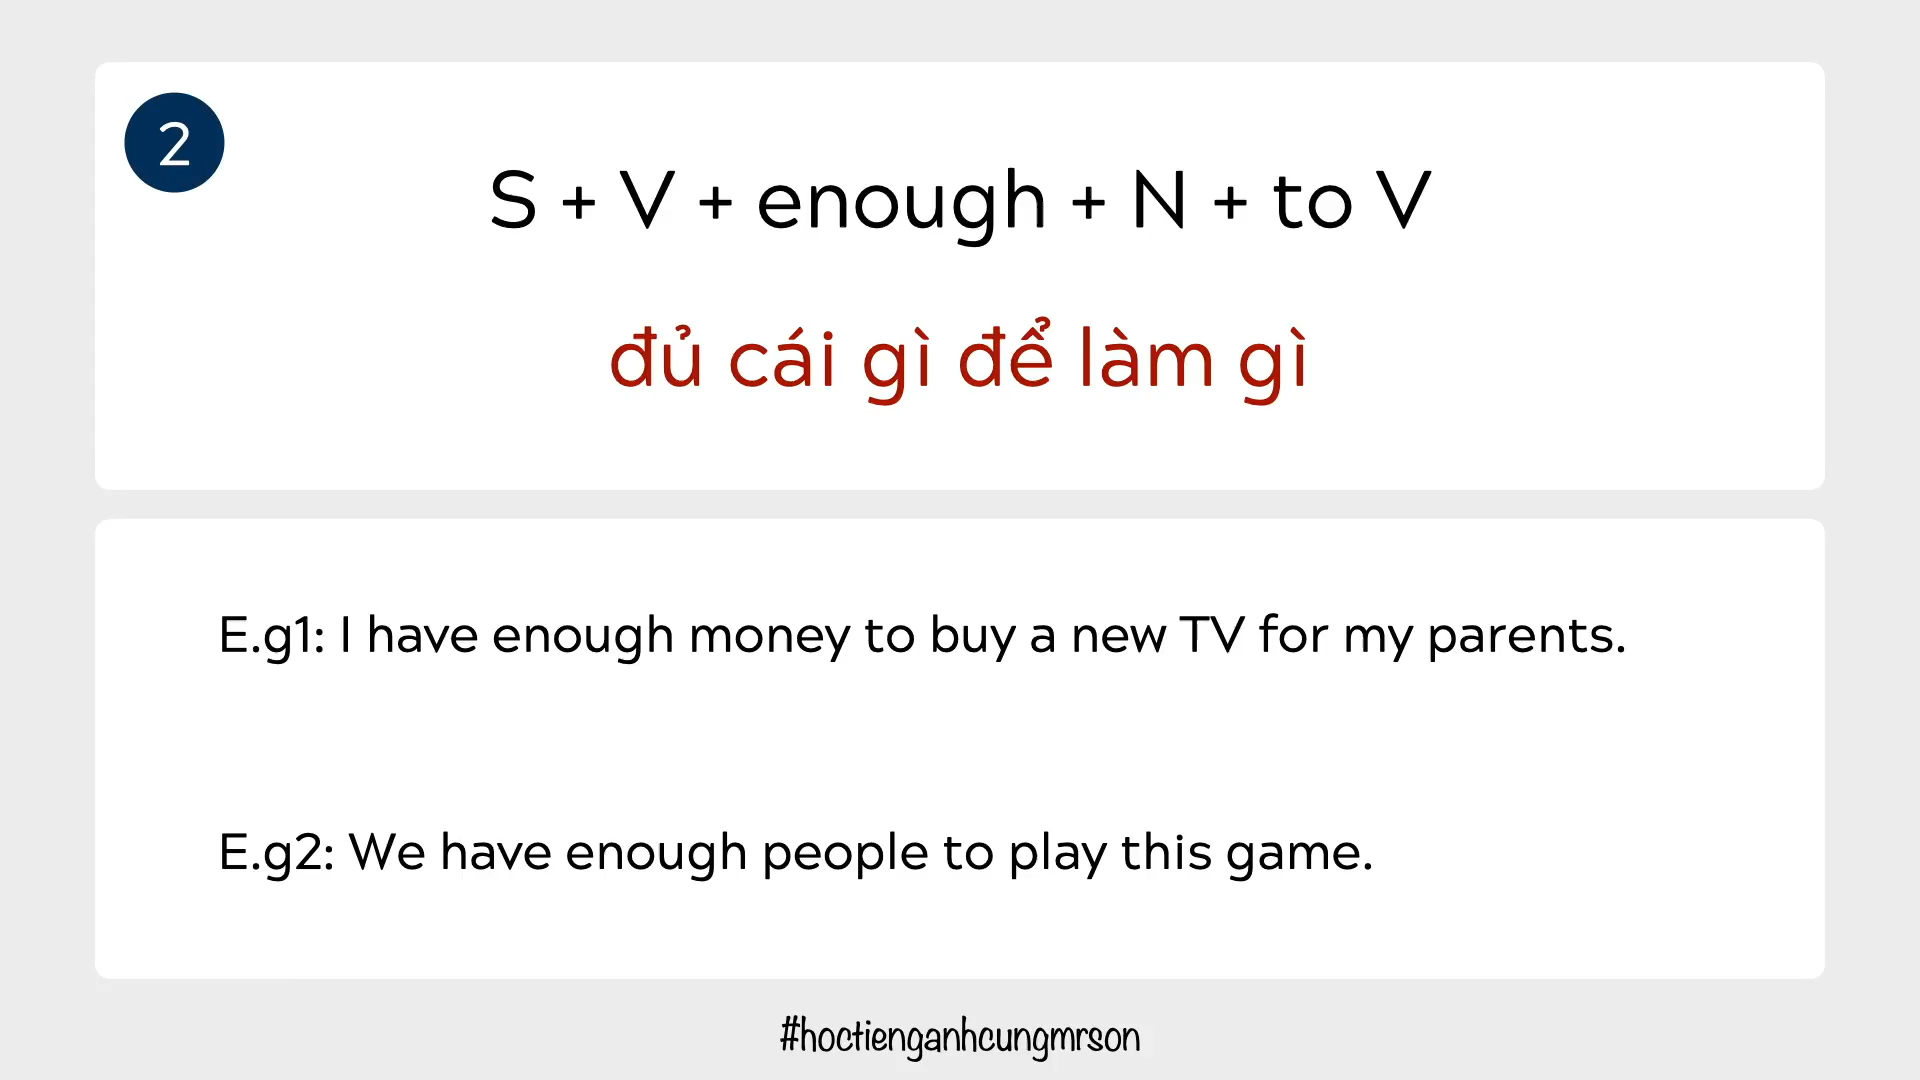 2
S + V + enough + N + to V
đủ cái gì để làm gì
E.g1: I have enough money to buy a new TV for my parents.
E.g2: We have enough people to play this game.
#hoctienganhcungmrson